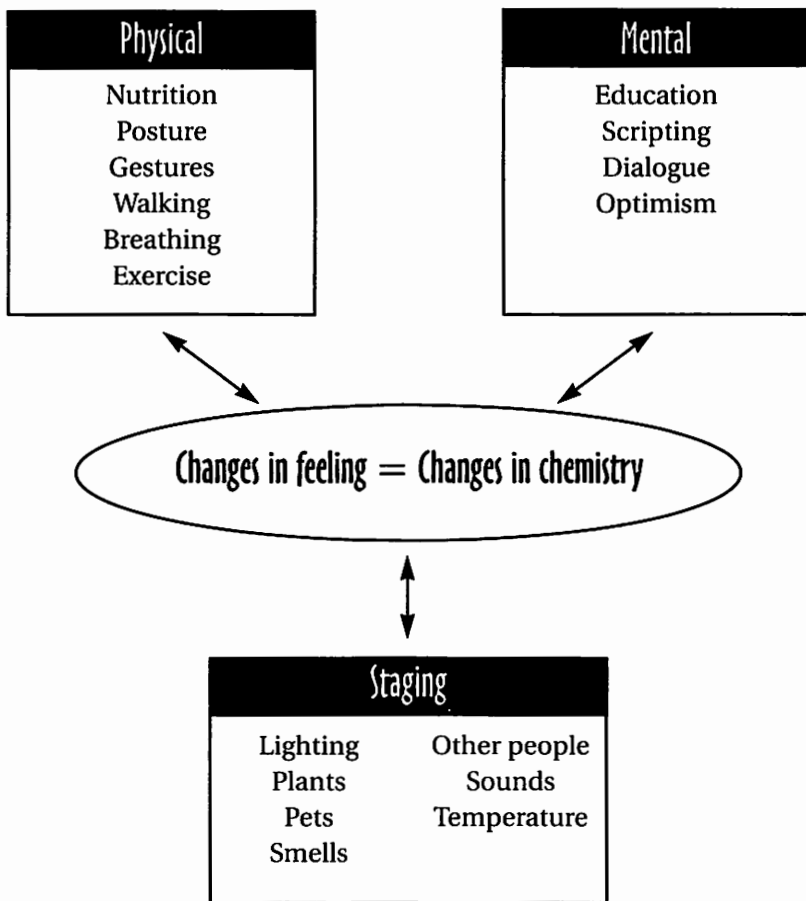 Physical
Nutrition
Posture
Gestures
Walking
Breathing
Exercise
Mental
Education
Scripting
Dialogue
Optimism
Changes in feeling = Changes in chemistry
Staging
Lighting
Plants
Pets
Smells
Other people
Sounds
Temperature